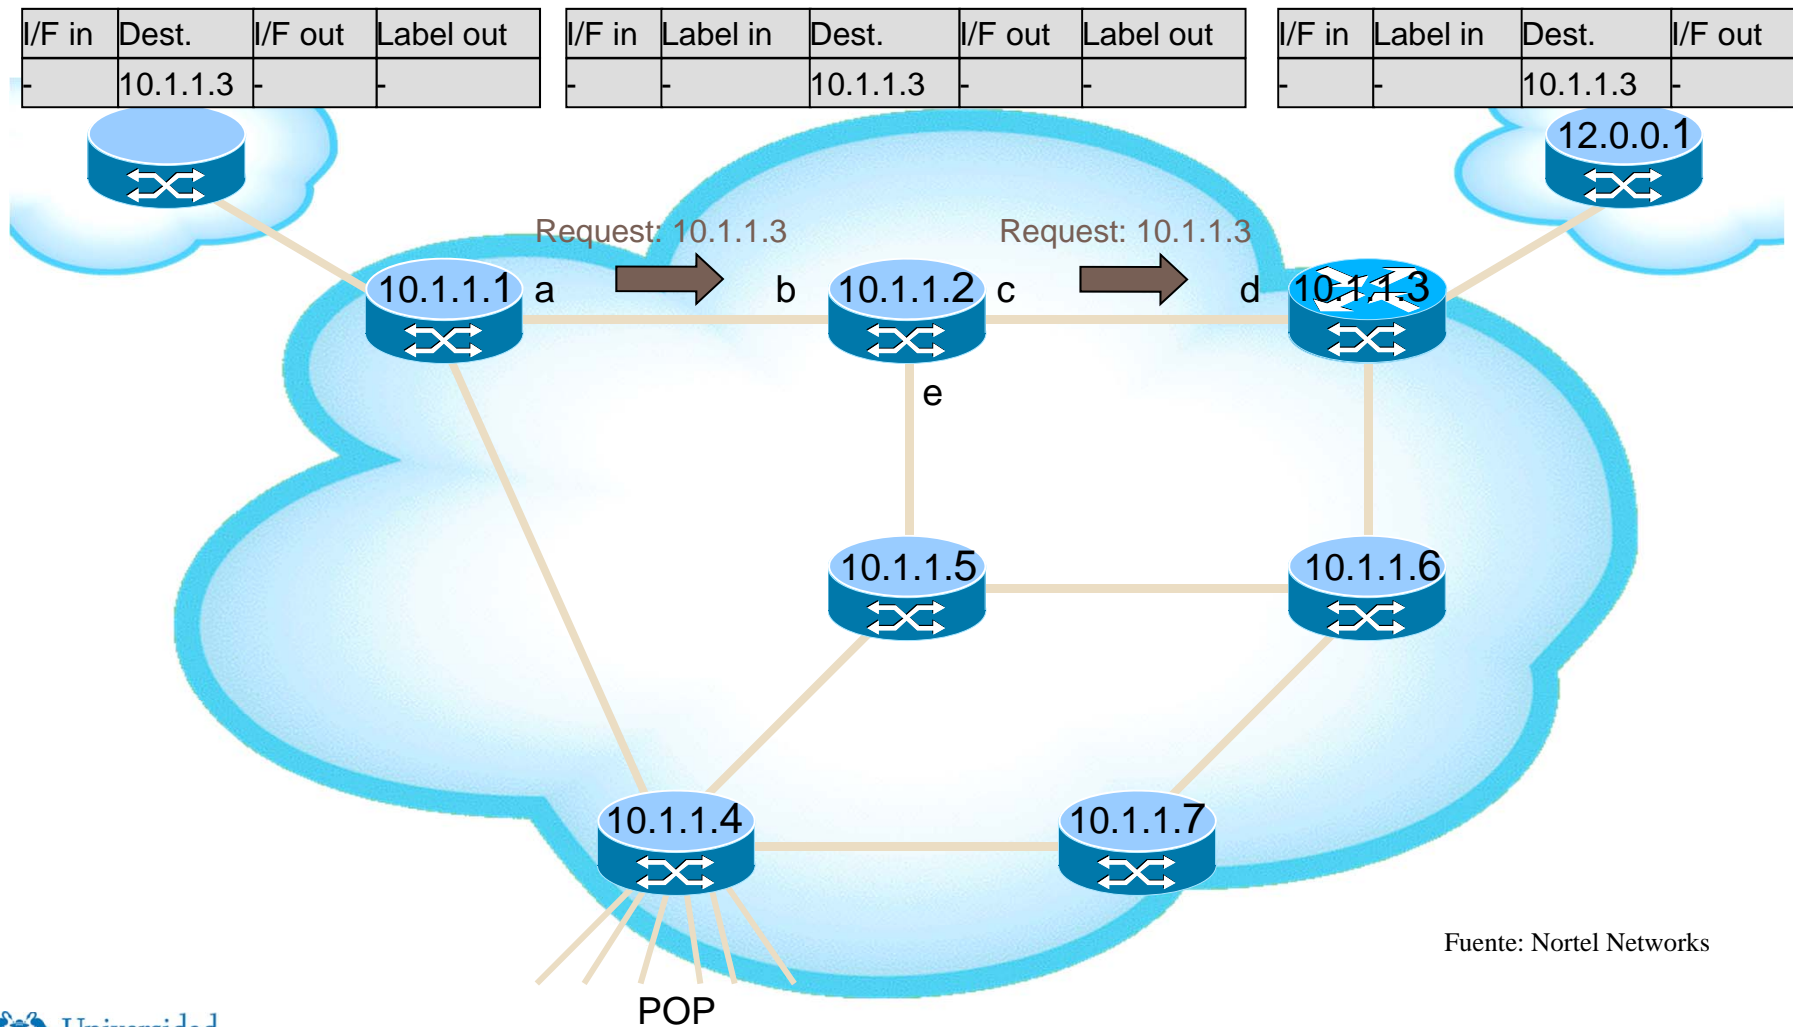 I/F in Dest. I/F out Label out
- 10.1.1.3 - -
I/F in Label in Dest. I/F out Label out
- - 10.1.1.3 - -
I/F in Label in Dest. I/F out
- - 10.1.1.3 -
12.0.0.1
Request: 10.1.1.3
Request: 10.1.1.3
10.1.1.1 a b 10.1.1.2 c d 10.1.1.3
e
10.1.1.5 10.1.1.6
10.1.1.4 10.1.1.7
Fuente: Nortel Networks
POP
Universidad